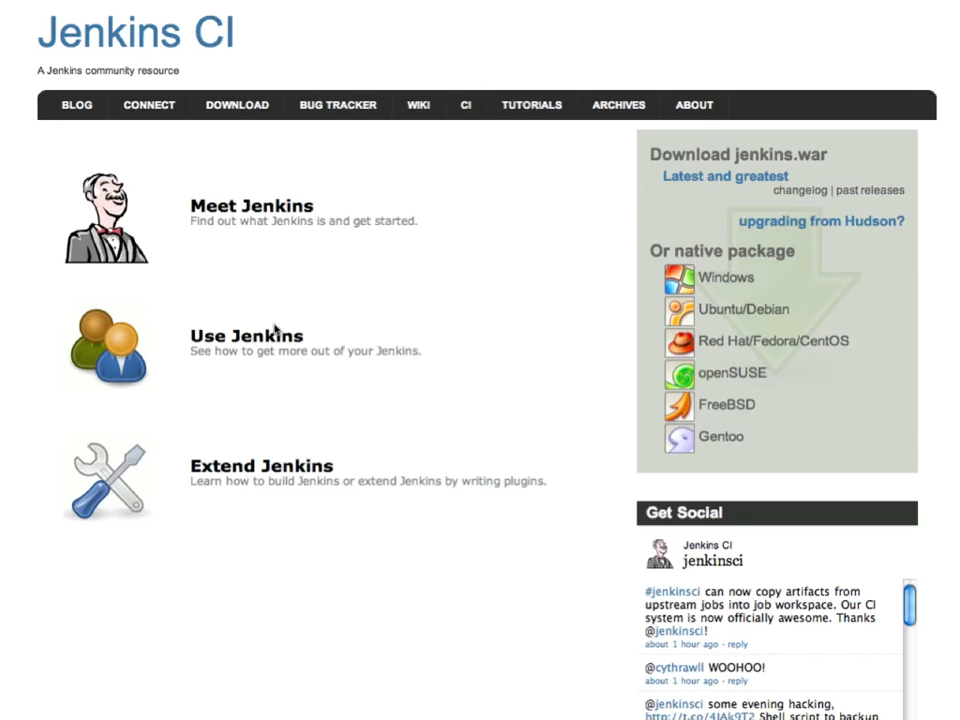 Jenkins CI
A Jenkins community resource
BLOG CONNECT DOWNLOAD BUG TRACKER WIKI CI TUTORIALS ARCHIVES ABOUT
Meet Jenkins
Find out what Jenkins is and get started.
Use Jenkins
See how to get more out of your Jenkins.
Extend Jenkins
Learn how to build Jenkins or extend Jenkins by writing plugins.
Download jenkins.war
Latest and greatest
changelog | past releases
upgrading from Hudson?
Or native package
Windows
Ubuntu/Debian
Red Hat/Fedora/CentOS
openSUSE
FreeBSD
Gentoo
Get Social
Jenkins CI
jenkinsci
#jenkinsci can now copy artifacts from
upstream jobs into job workspace. Our CI
system is now officially awesome. Thanks
@jenkinsci!
about 1 hour ago · reply
@cythrawll WOOHOO!
about 1 hour ago · reply
@jenkinsci some evening hacking,
http://t.co/4JAk9T2 Shell script to backup